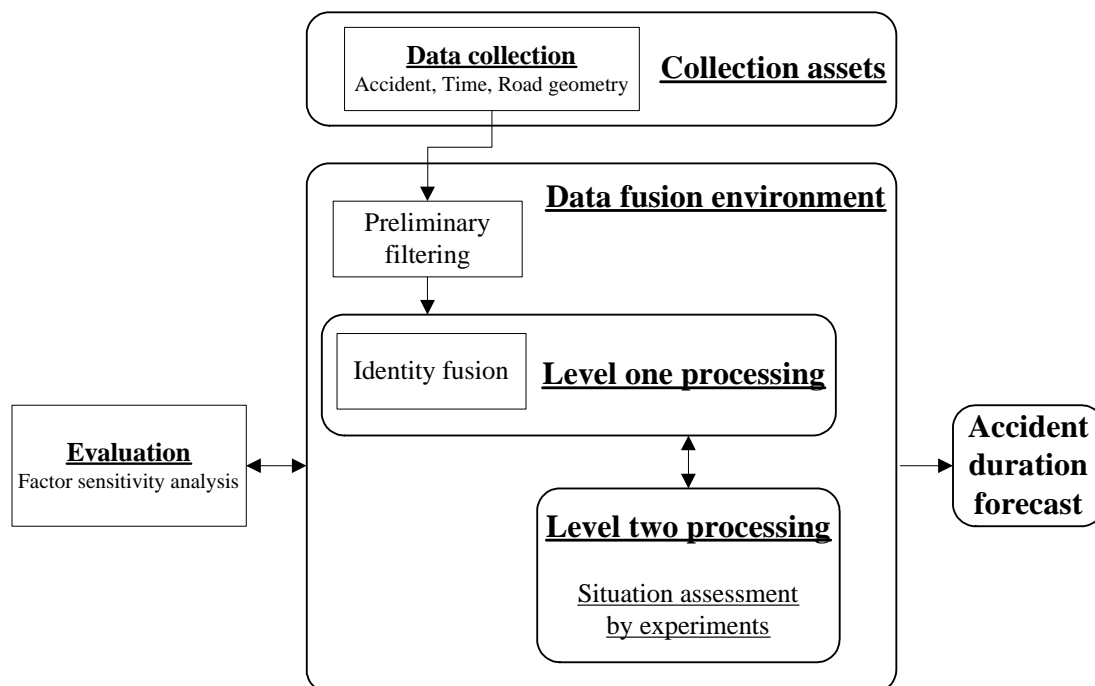 Data collection
Accident, Time, Road geometry
Collection assets
Data fusion environment
Preliminary
filtering
Identity fusion
Level one processing
Evaluation
Factor sensitivity analysis
Accident
duration
forecast
Level two processing
Situation assessment
by experiments